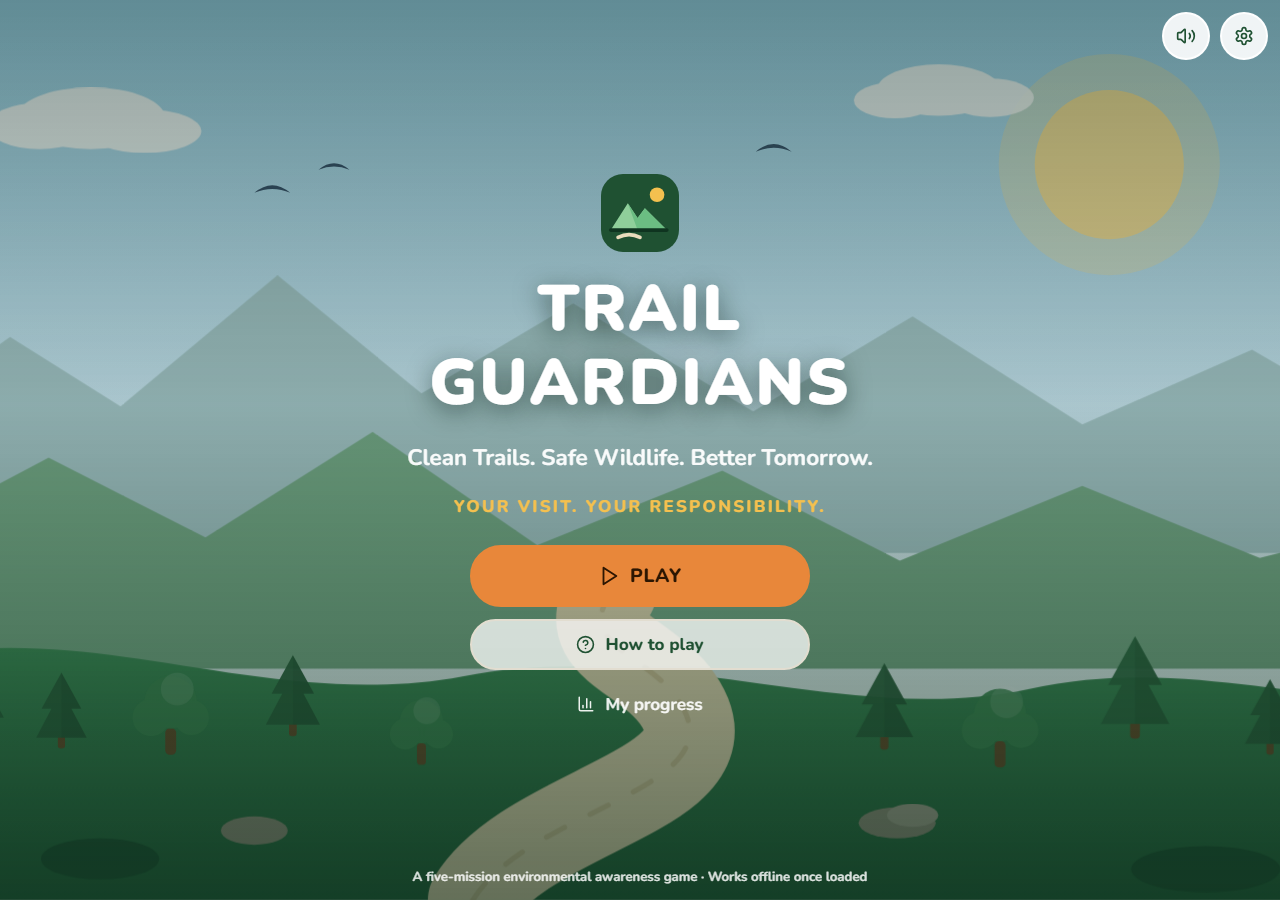 TRAIL
GUARDIANS
Clean Trails. Safe Wildlife. Better Tomorrow.
YOUR VISIT. YOUR RESPONSIBILITY.
PLAY
How to play
My progress
A five-mission environmental awareness game · Works offline once loaded